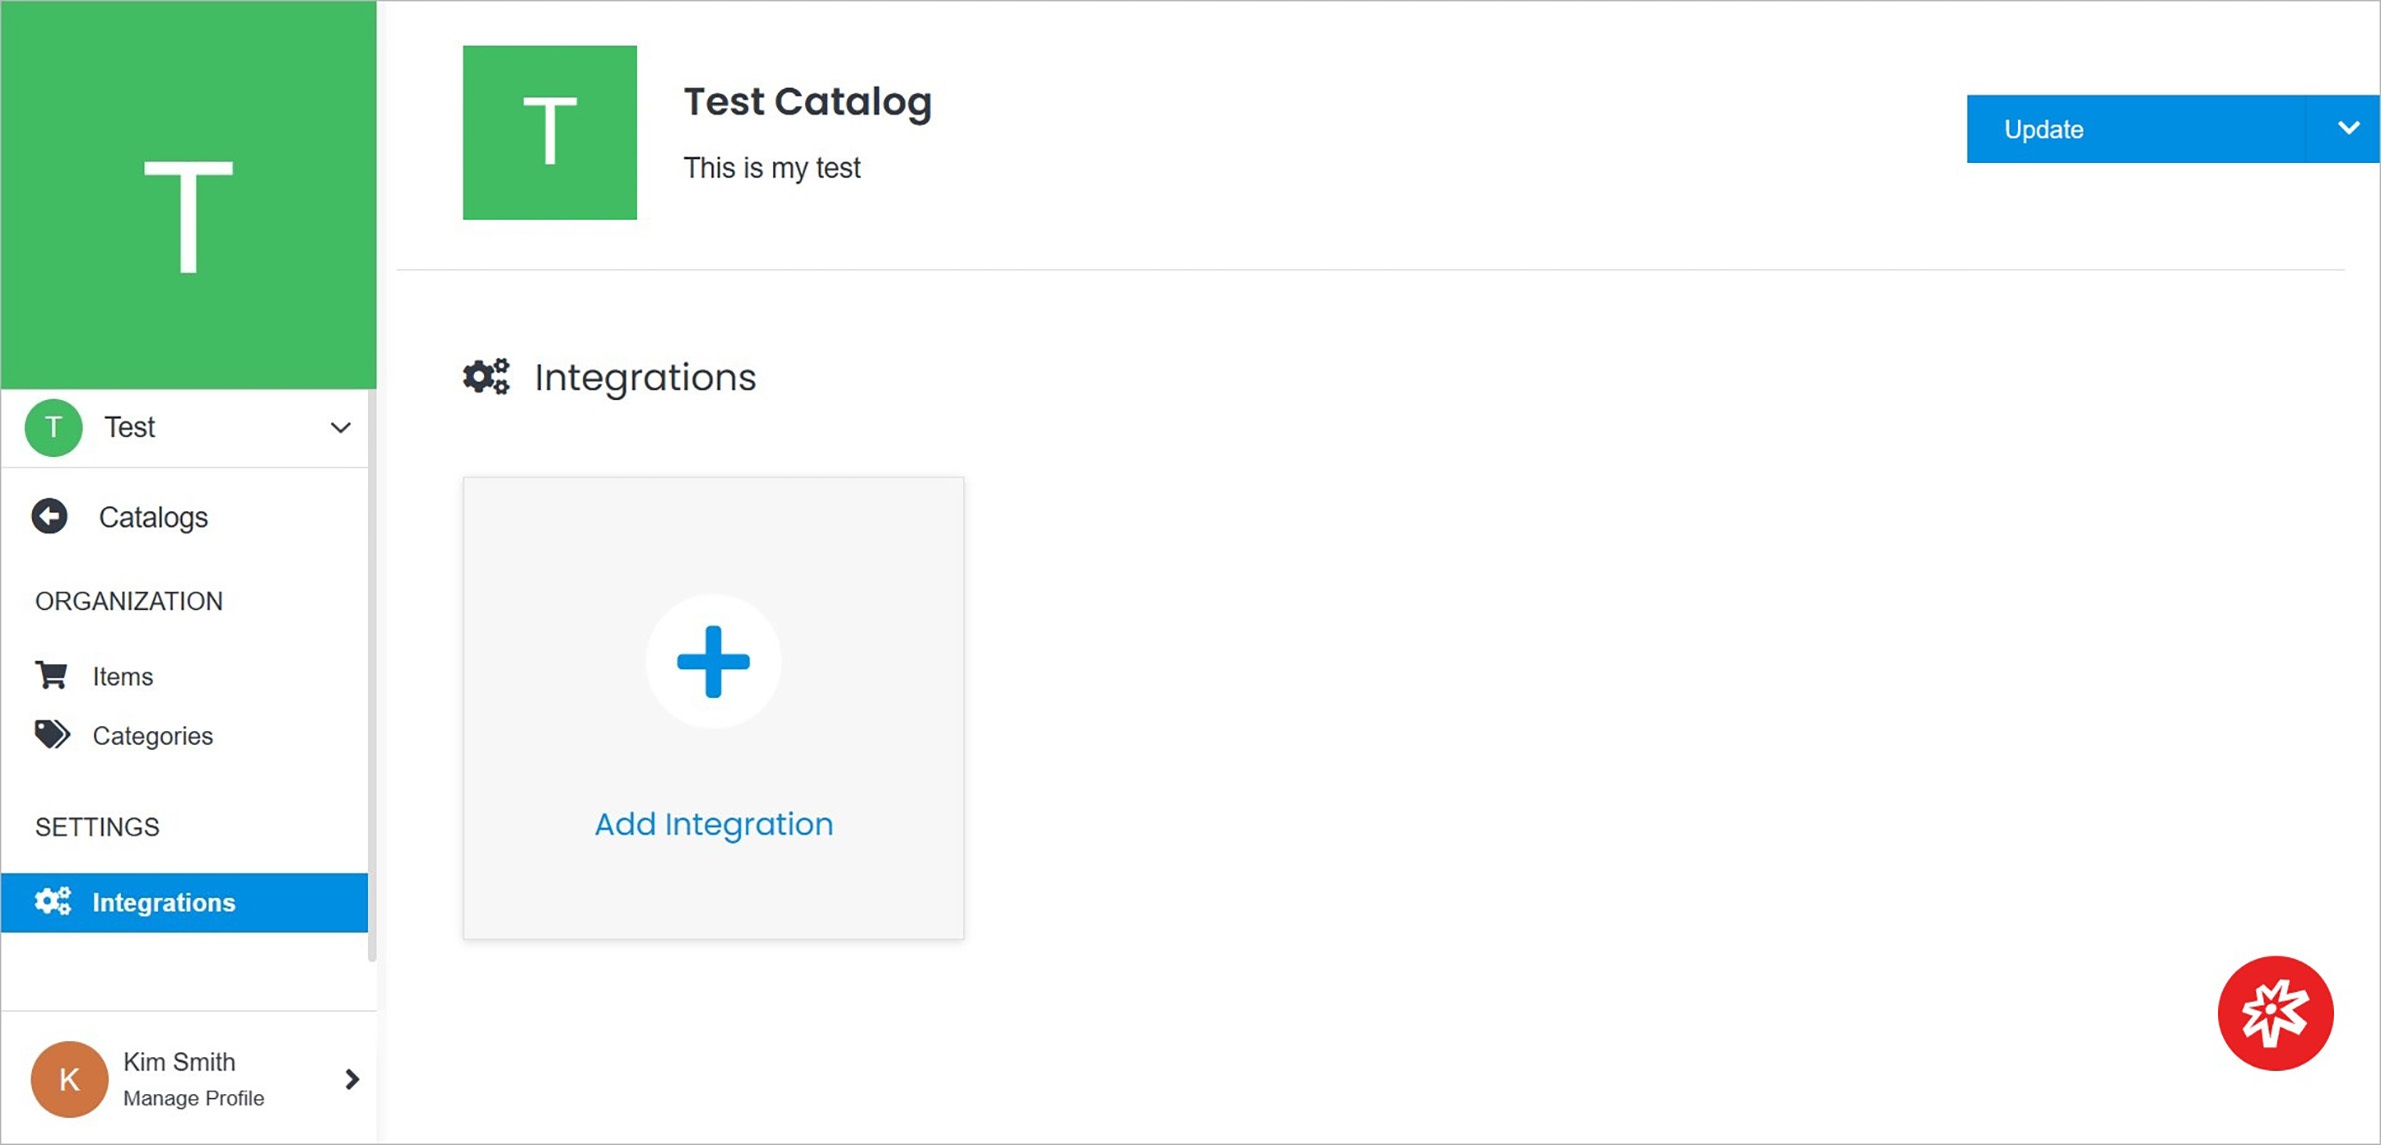 T
T
Test
Catalogs
ORGANIZATION
Items
Categories
SETTINGS
Integrations
K
Kim Smith
Manage Profile
T
Test Catalog
This is my test
Update
Integrations
Add Integration